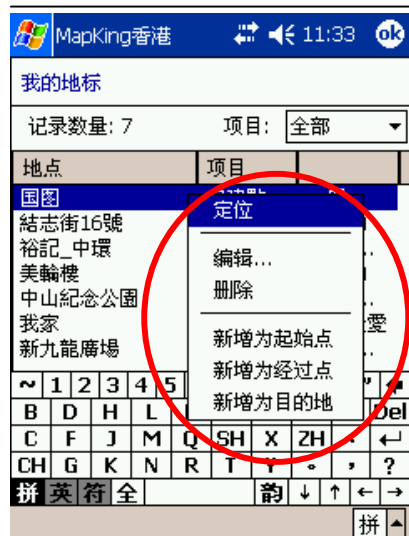 MapKing香港 11:33 ok
我的地标
记录数量: 7 项目: 全部
地点 项目
国图
定位
結志街16號
裕記_中環
编辑...
美輪樓
删除
中山紀念公園
我家
新增为起始点
愛
新九龍廣場
新增为经过点
新增为目的地
~ 1 2 3 4 5
B D H L Del
C F J M Q SH X ZH ·
CH G K N R T Y 。 , ?
拼 英 符 全 韵 ↓ ↑ ← →
拼